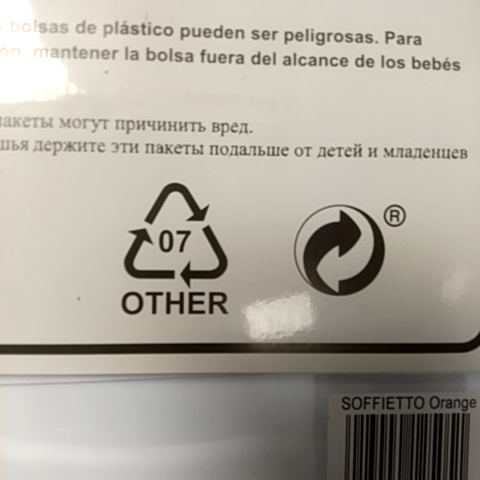 bolsas de plástico pueden ser peligrosas. Para
mantener la bolsa fuera del alcance de los bebés
пакеты могут причинить вред.
держите эти пакеты подальше от детей и младенцев
07
OTHER
®
SOFFIETTO Orange